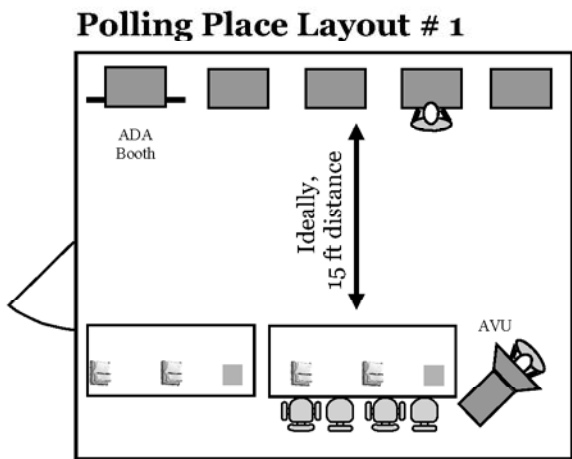 Polling Place Layout # 1
ADA
Booth
Ideally,
15 ft distance
AVU